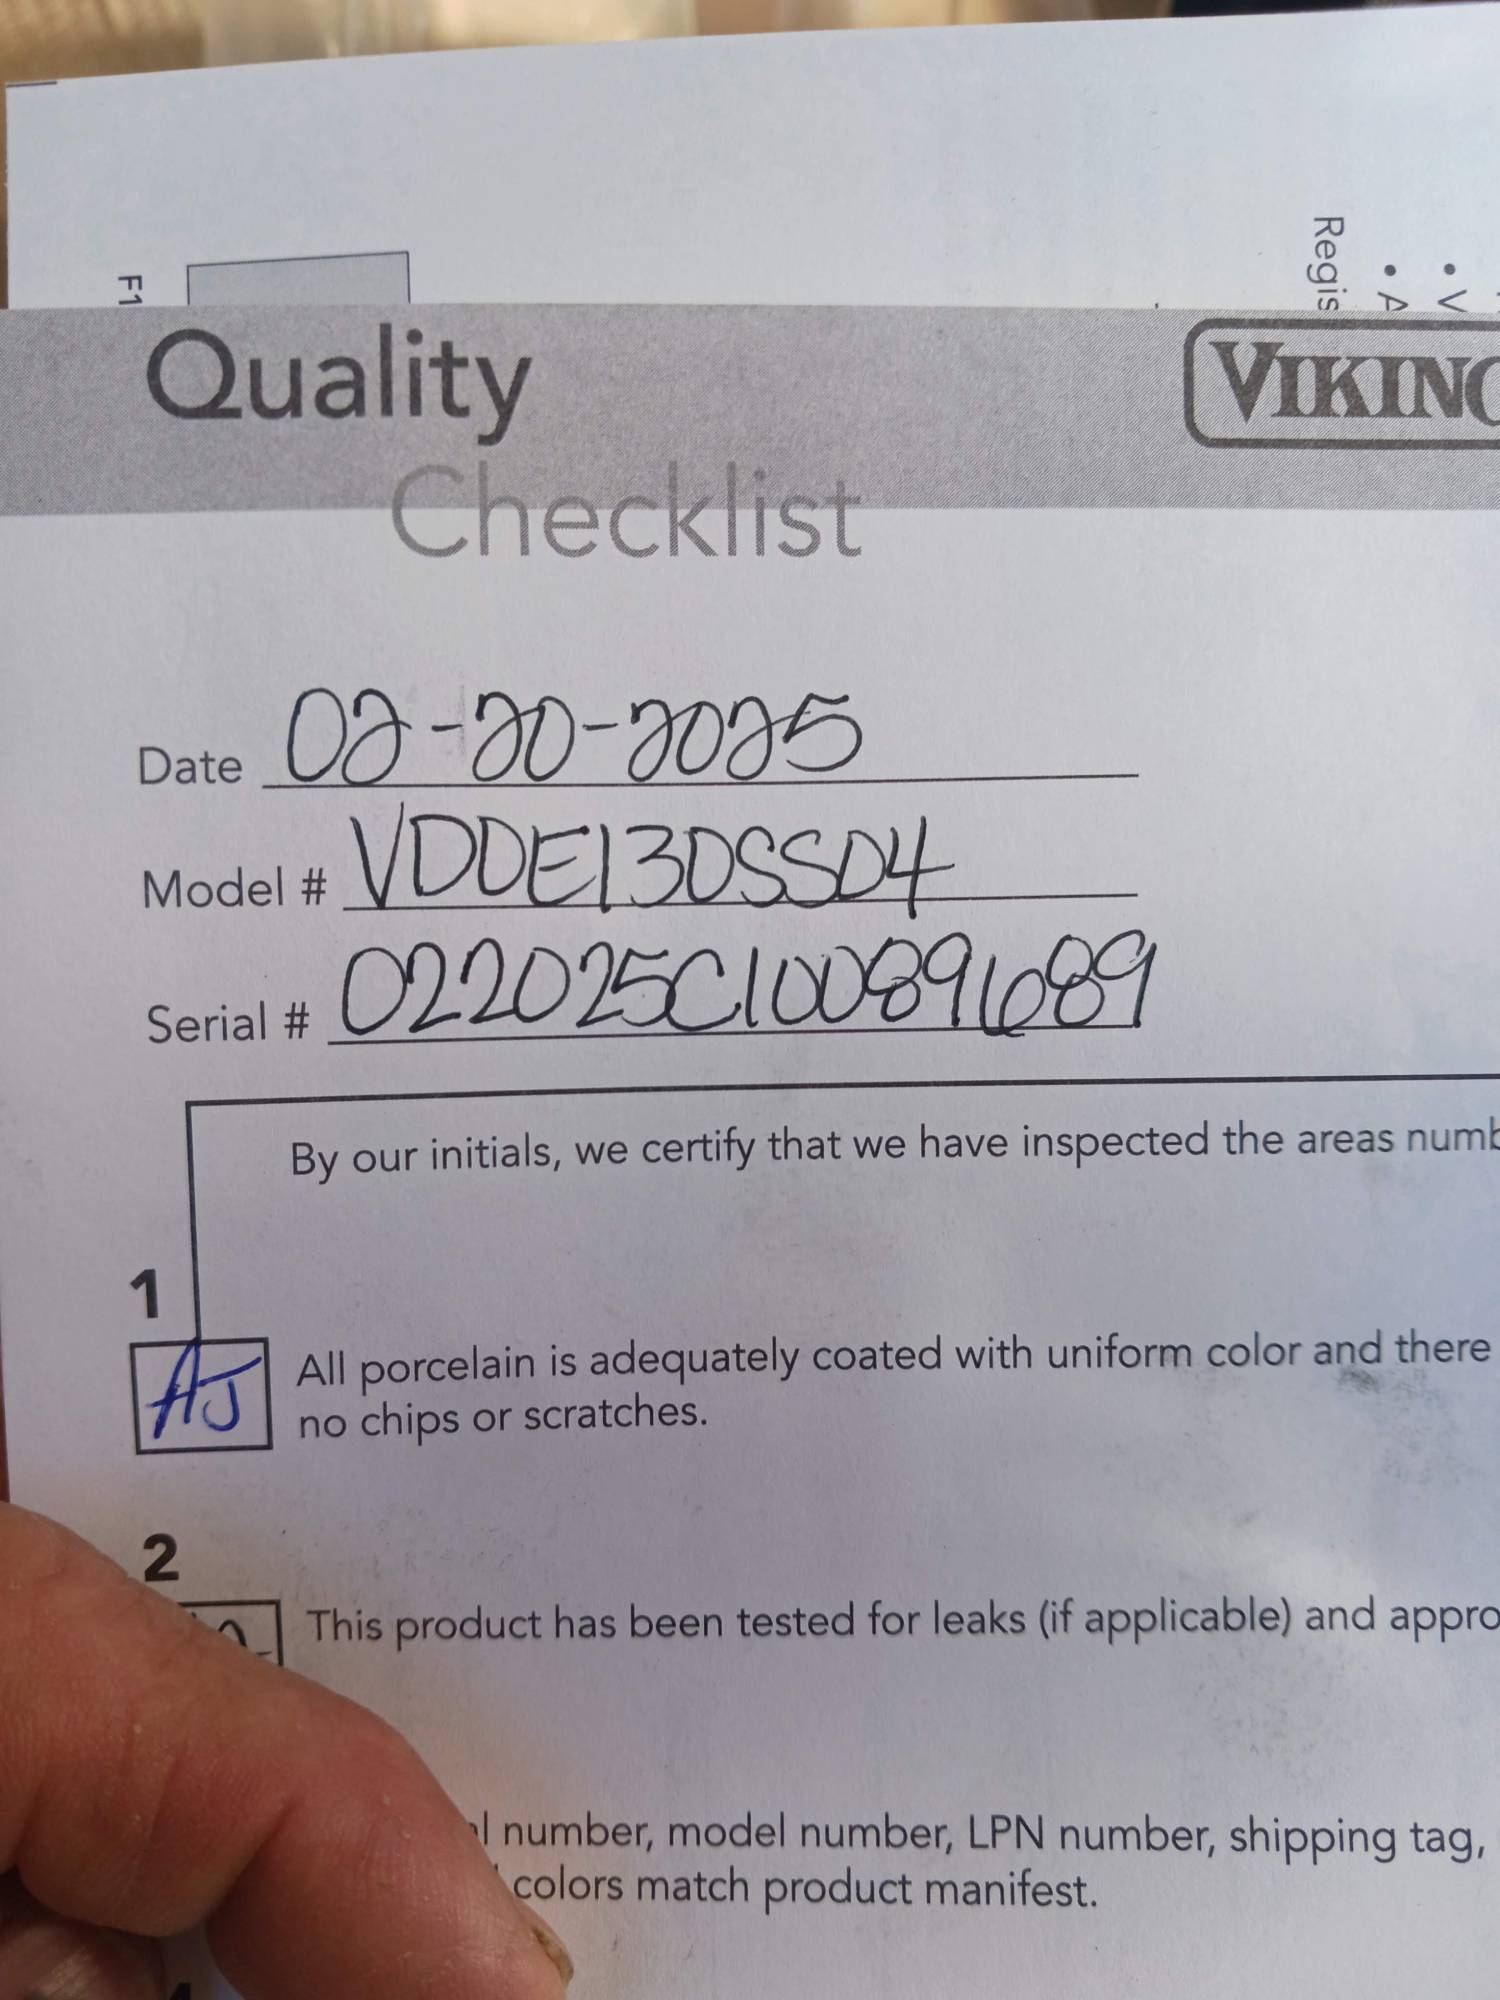 Regis
• A
• V
F1
Quality
Checklist
VIKING
Date 02-20-2025
Model # VDDE130SSD4
Serial # 022025C100891689
By our initials, we certify that we have inspected the areas numb
1
AJ
All porcelain is adequately coated with uniform color and there
no chips or scratches.
2
This product has been tested for leaks (if applicable) and appro
l number, model number, LPN number, shipping tag,
colors match product manifest.